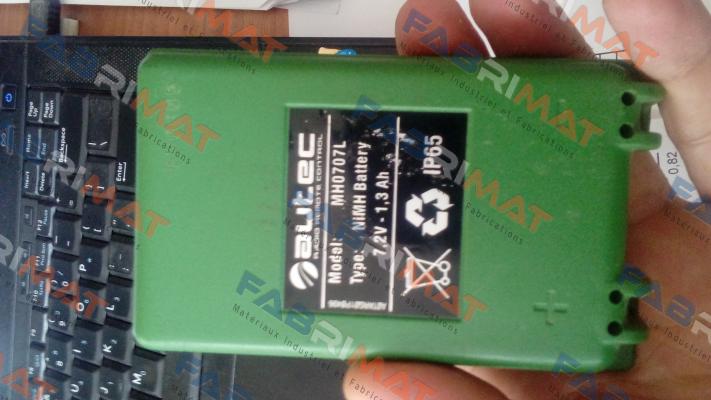 autec
RADIO REMOTE CONTROL
Model: MH0707L
Type: NiMH Battery
7,2V - 1,3 Ah
IP65
+
0,82
FABRIMAT
Materiaux Industriel et Fabrications
Page Up
Page Down
Home
End
Insert
Delete
Backspace
Enter